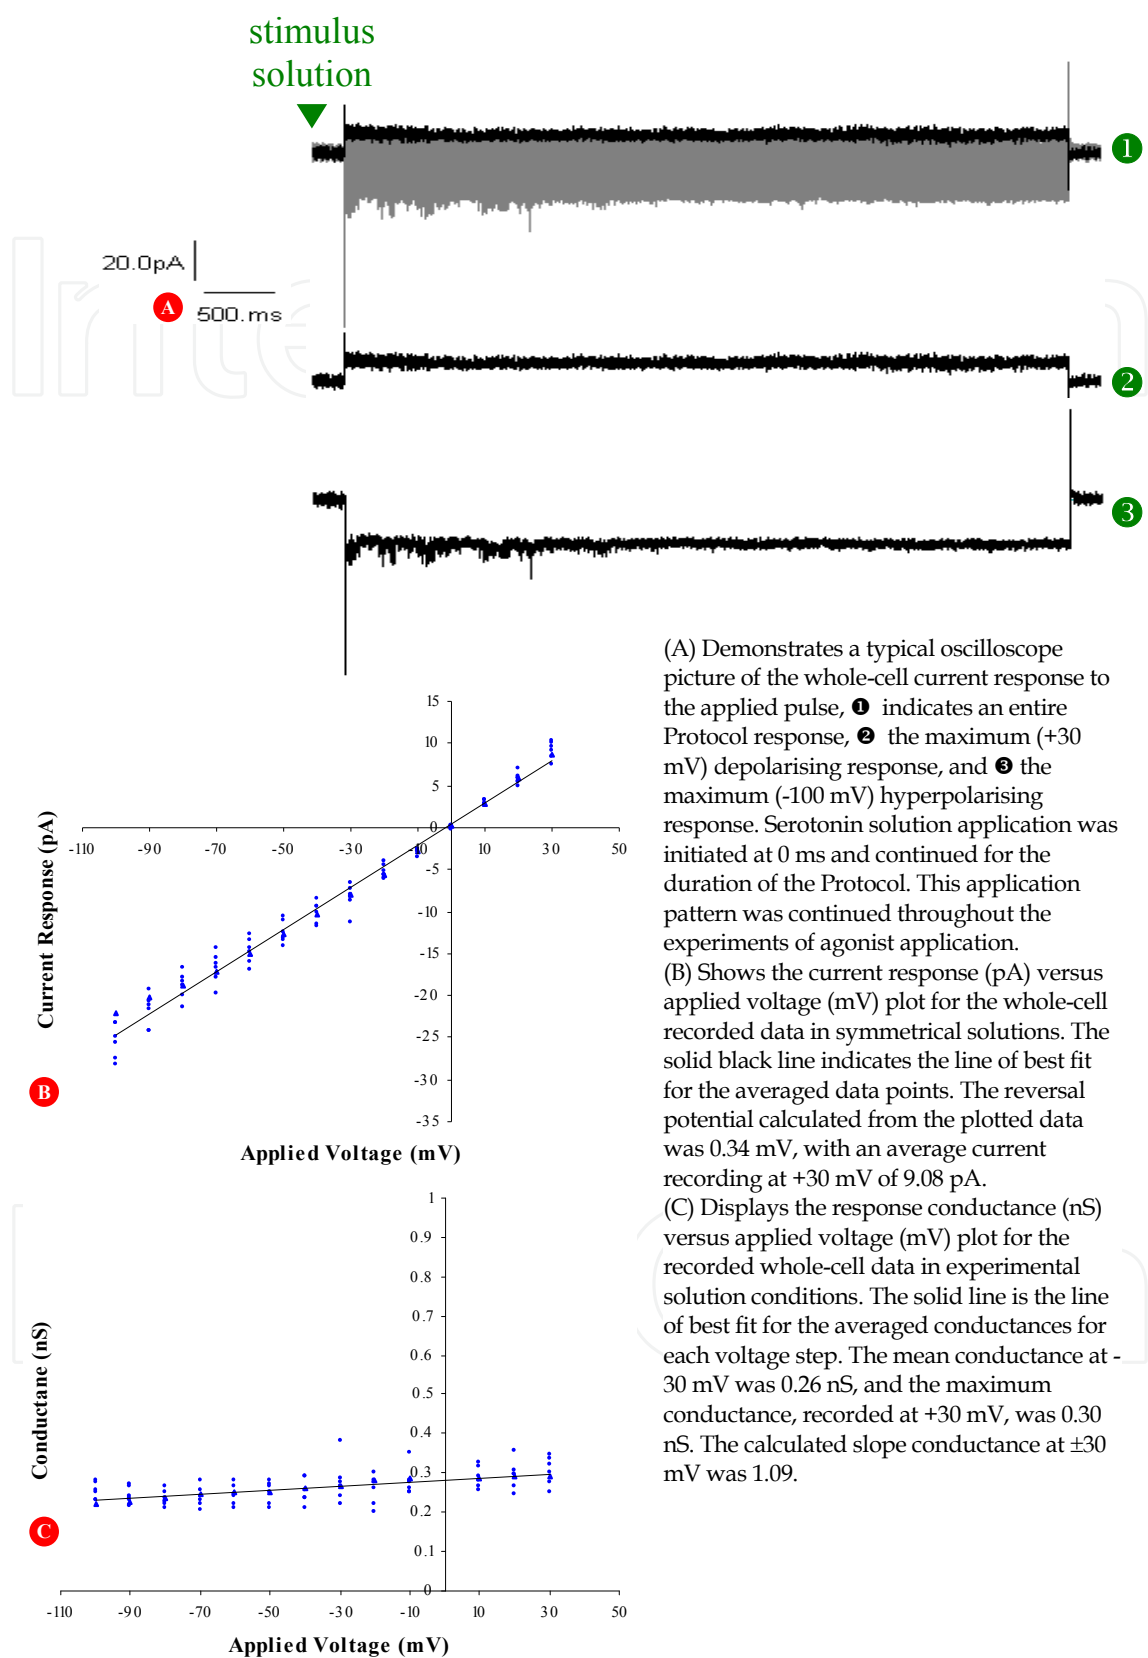 stimulus
solution
1
20.0pA
A
500.ms
2
3
(A) Demonstrates a typical oscilloscope
picture of the whole-cell current response to
the applied pulse, ❶ indicates an entire
Protocol response, ❷ the maximum (+30
mV) depolarising response, and ❸ the
maximum (-100 mV) hyperpolarising
response. Serotonin solution application was
initiated at 0 ms and continued for the
duration of the Protocol. This application
pattern was continued throughout the
experiments of agonist application.
(B) Shows the current response (pA) versus
applied voltage (mV) plot for the whole-cell
recorded data in symmetrical solutions. The
solid black line indicates the line of best fit
for the averaged data points. The reversal
potential calculated from the plotted data
was 0.34 mV, with an average current
recording at +30 mV of 9.08 pA.
(C) Displays the response conductance (nS)
versus applied voltage (mV) plot for the
recorded whole-cell data in experimental
solution conditions. The solid line is the line
of best fit for the averaged conductances for
each voltage step. The mean conductance at -
30 mV was 0.26 nS, and the maximum
conductance, recorded at +30 mV, was 0.30
nS. The calculated slope conductance at ±30
mV was 1.09.
Current Response (pA)
15
10
5
0
-5
-10
-15
-20
-25
-30
-35
-110 -90 -70 -50 -30 -10 10 30 50
B
Applied Voltage (mV)
Conductane (nS)
1
0.9
0.8
0.7
0.6
0.5
0.4
0.3
0.2
0.1
0
C
-110 -90 -70 -50 -30 -10 10 30 50
Applied Voltage (mV)